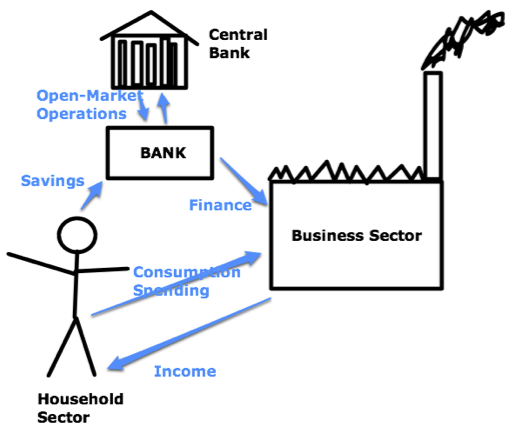 Central
Bank
Open-Market
Operations
BANK
Savings
Finance
Business Sector
Consumption
Spending
Income
Household
Sector